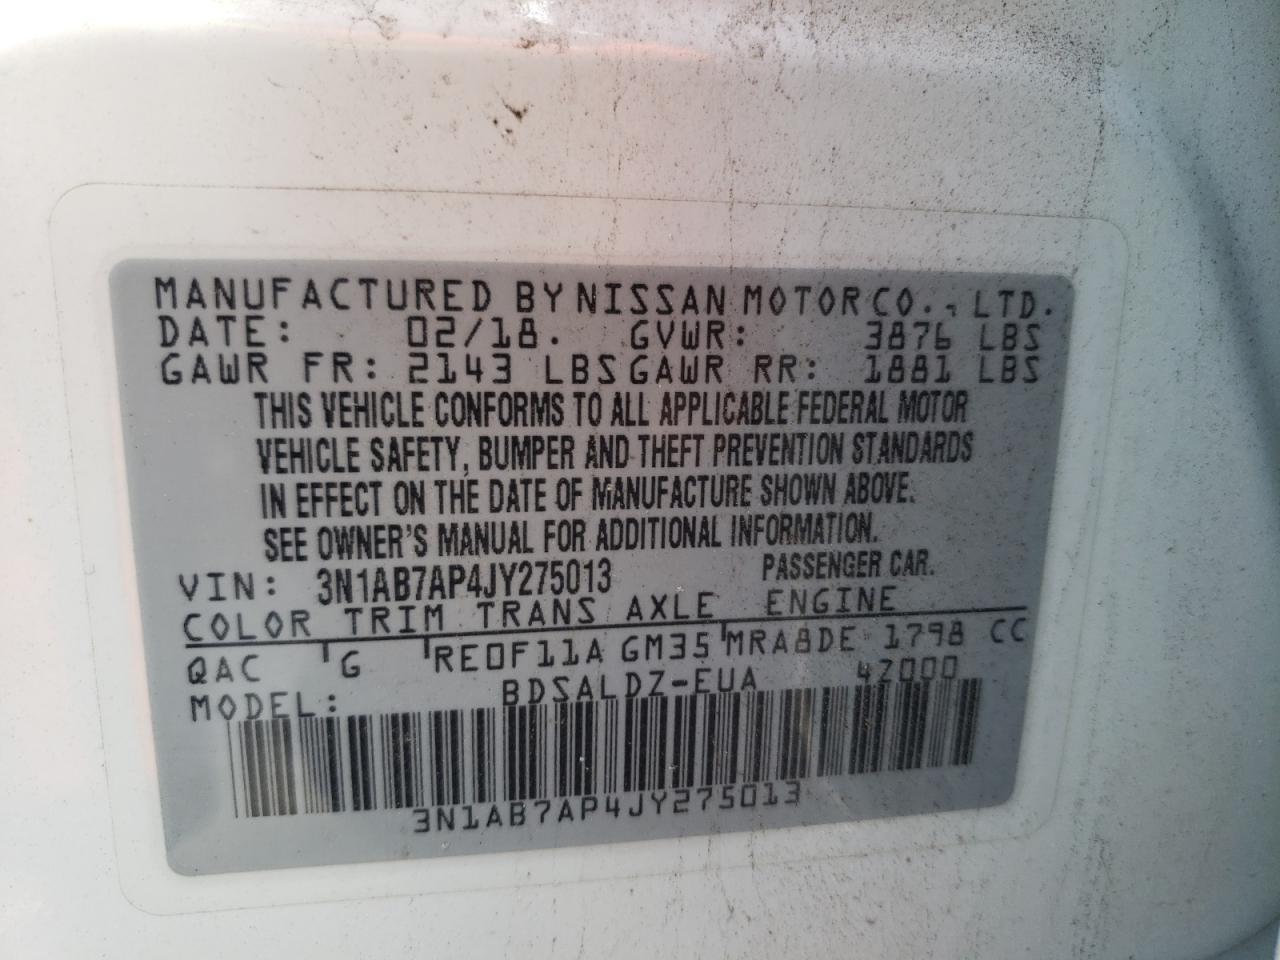 MANUFACTURED BY NISSAN MOTOR CO., LTD.
DATE: 02/18. GVWR: 3876 LBS
GAWR FR: 2143 LBS GAWR RR: 1881 LBS
THIS VEHICLE CONFORMS TO ALL APPLICABLE FEDERAL MOTOR
VEHICLE SAFETY, BUMPER AND THEFT PREVENTION STANDARDS
IN EFFECT ON THE DATE OF MANUFACTURE SHOWN ABOVE.
SEE OWNER'S MANUAL FOR ADDITIONAL INFORMATION.
VIN: 3N1AB7AP4JY275013 PASSENGER CAR.
COLOR TRIM TRANS AXLE ENGINE
QAC G RE0F11A GM35 MRA8DE 1798 CC
MODEL: BDSALDZ-EUA 42000
3N1AB7AP4JY275013